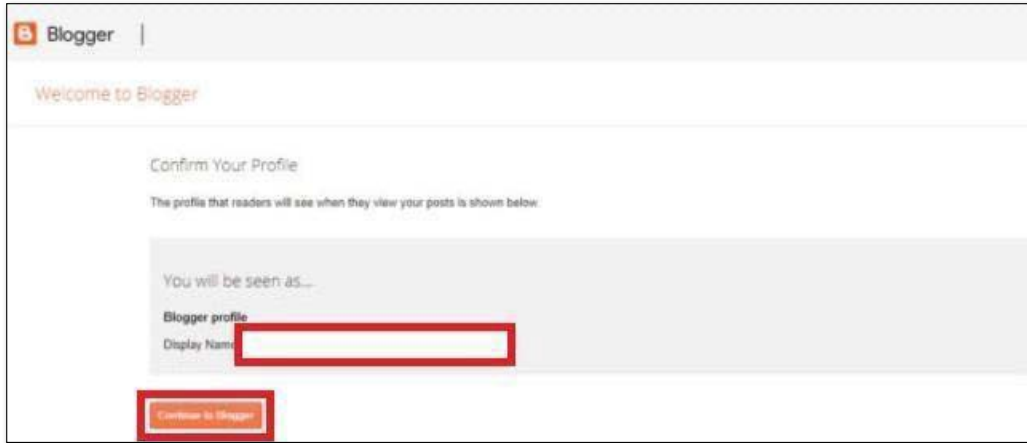 Blogger
Welcome to Blogger
Confirm Your Profile
The profile that readers will see when they view your posts is shown below.
You will be seen as...
Blogger profile
Display Name
Continue to Blogger